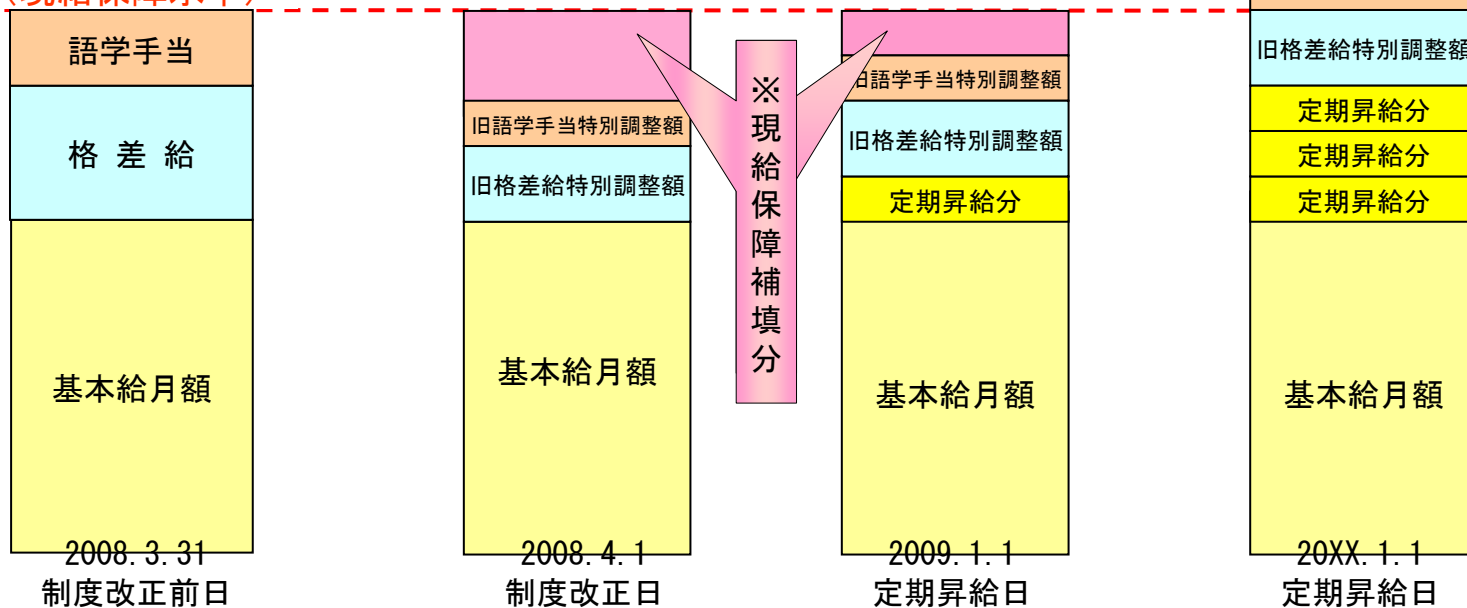 語学手当
格差給
基本給月額
2008.3.31
制度改正前日
旧語学手当特別調整額
旧格差給特別調整額
基本給月額
2008.4.1
制度改正日
※現給保障補填分
旧語学手当特別調整額
旧格差給特別調整額
定期昇給分
基本給月額
2009.1.1
定期昇給日
旧格差給特別調整額
定期昇給分
定期昇給分
定期昇給分
基本給月額
20XX.1.1
定期昇給日